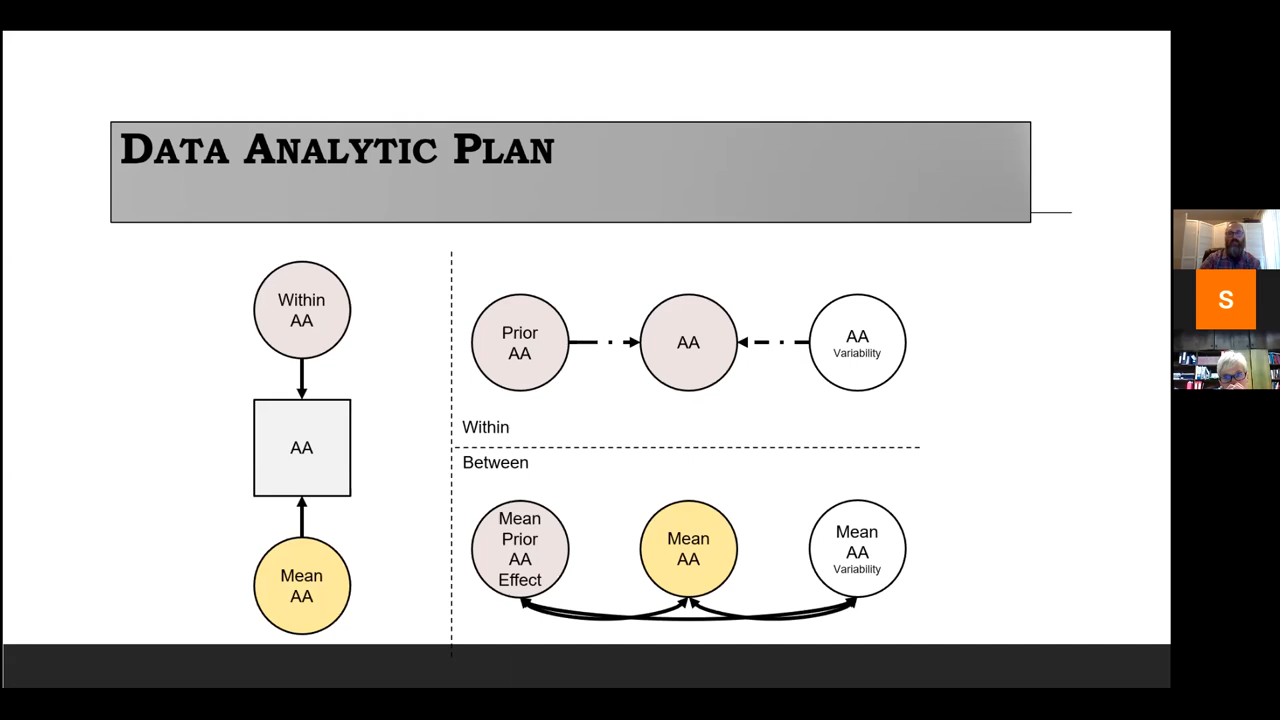 DATA ANALYTIC PLAN
Within
AA
AA
Mean
AA
Prior
AA
AA
AA
Variability
Within
Between
Mean
Prior
AA
Effect
Mean
AA
Mean
AA
Variability
S